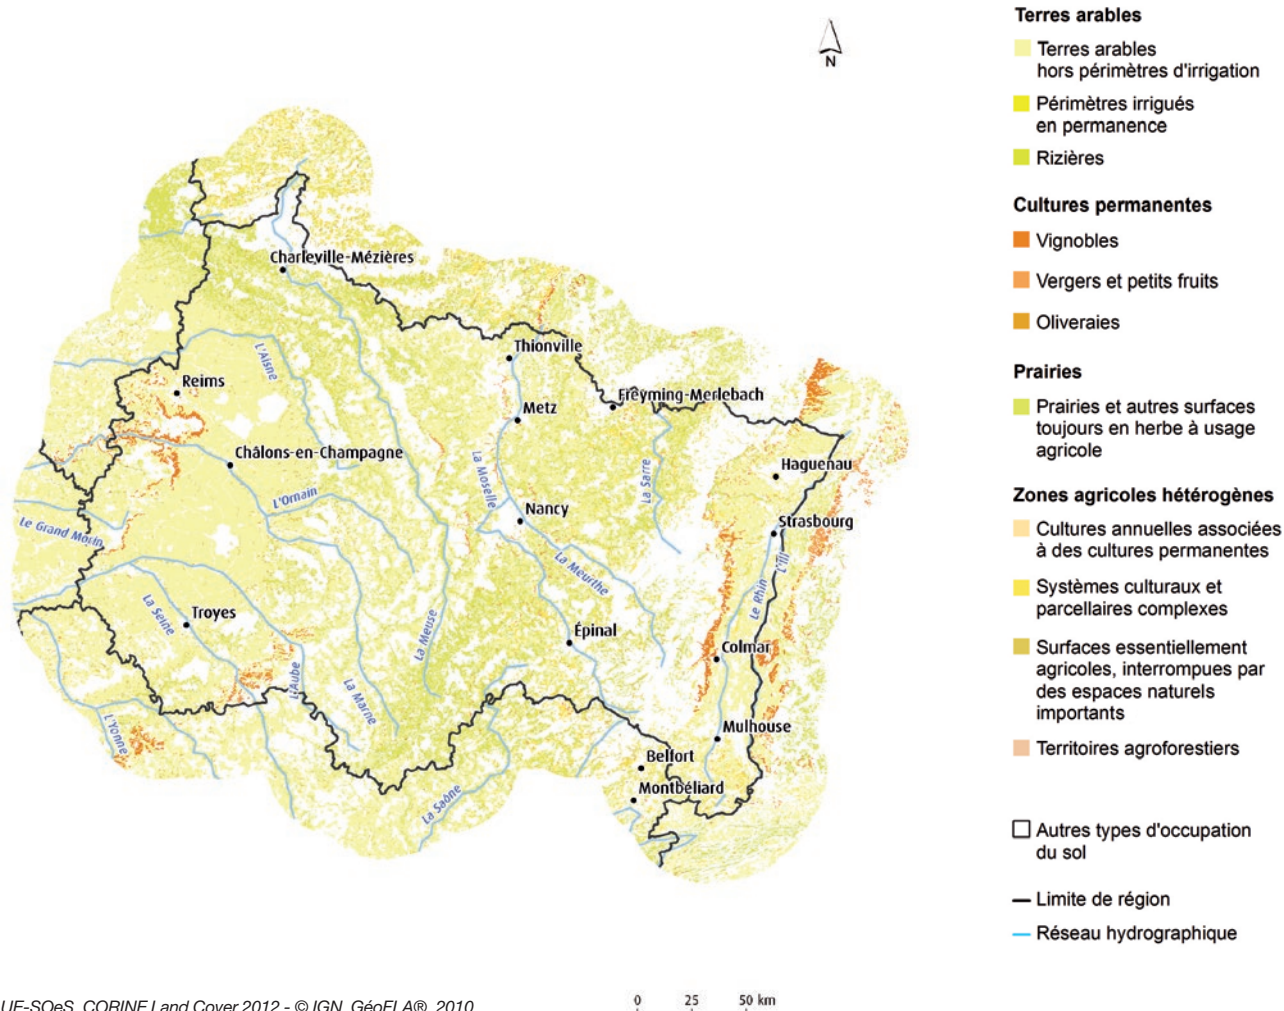 N
Charleville-Mézières
Thionville
L'Aisne
Reims
Freyming-Merlebach
Metz
Châlons-en-Champagne
Haguenau
La Moselle
La Sarre
L'Ornain
Nancy
Strasbourg
Le Grand Morin
L'Ill
La Meurthe
Le Rhin
La Seine
Troyes
Épinal
La Meuse
Colmar
L'Aube
La Marne
L'Yonne
Mulhouse
Belfort
Montbéliard
La Saône
Terres arables
Terres arables
hors périmètres d'irrigation
Périmètres irrigués
en permanence
Rizières
Cultures permanentes
Vignobles
Vergers et petits fruits
Oliveraies
Prairies
Prairies et autres surfaces
toujours en herbe à usage
agricole
Zones agricoles hétérogènes
Cultures annuelles associées
à des cultures permanentes
Systèmes culturaux et
parcellaires complexes
Surfaces essentiellement
agricoles, interrompues par
des espaces naturels
importants
Territoires agroforestiers
Autres types d'occupation
du sol
Limite de région
Réseau hydrographique
0 25 50 km
UE-SOeS, CORINE Land Cover 2012 - © IGN, GéoFLA®, 2010